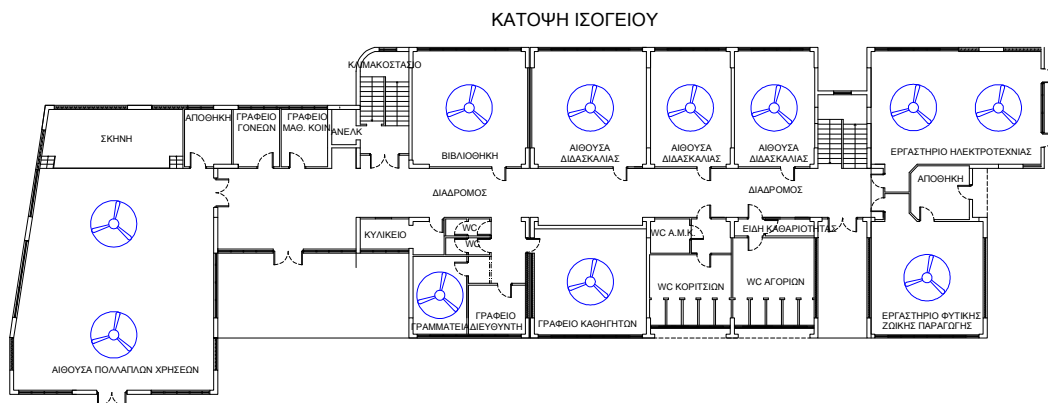 ΚΑΤΟΨΗ ΙΣΟΓΕΙΟΥ
ΚΛΙΜΑΚΟΣΤΑΣΙΟ
ΣΚΗΝΗ
ΑΠΟΘΗΚΗ
ΓΡΑΦΕΙΟ
ΓΟΝΕΩΝ
ΓΡΑΦΕΙΟ
ΜΑΘ. ΚΟΙΝ
ΑΝΕΛΚ
ΒΙΒΛΙΟΘΗΚΗ
ΑΙΘΟΥΣΑ
ΔΙΔΑΣΚΑΛΙΑΣ
ΑΙΘΟΥΣΑ
ΔΙΔΑΣΚΑΛΙΑΣ
ΑΙΘΟΥΣΑ
ΔΙΔΑΣΚΑΛΙΑΣ
ΕΡΓΑΣΤΗΡΙΟ ΗΛΕΚΤΡΟΤΕΧΝΙΑΣ
ΑΠΟΘΗΚΗ
ΔΙΑΔΡΟΜΟΣ
ΔΙΑΔΡΟΜΟΣ
ΚΥΛΙΚΕΙΟ
WC
WC
WC Α.Μ.Κ.
ΕΙΔΗ ΚΑΘΑΡΙΟΤΗΤΑΣ
WC ΚΟΡΙΤΣΙΩΝ
WC ΑΓΟΡΙΩΝ
ΓΡΑΜΜΑΤΕΙΑ
ΓΡΑΦΕΙΟ
ΔΙΕΥΘΥΝΤΗ
ΓΡΑΦΕΙΟ ΚΑΘΗΓΗΤΩΝ
ΕΡΓΑΣΤΗΡΙΟ ΦΥΤΙΚΗΣ
ΖΩΙΚΗΣ ΠΑΡΑΓΩΓΗΣ
ΑΙΘΟΥΣΑ ΠΟΛΛΑΠΛΩΝ ΧΡΗΣΕΩΝ